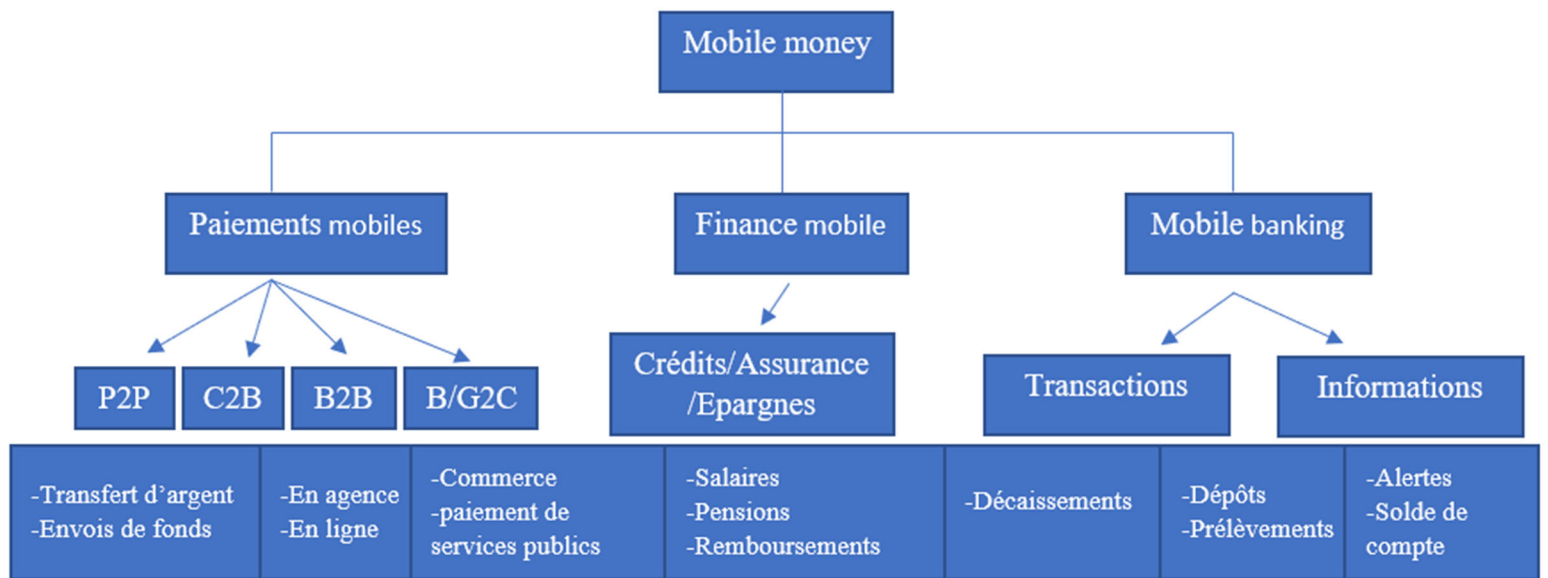 Mobile money
Paiements mobiles
Finance mobile
Mobile banking
P2P
C2B
B2B
B/G2C
Crédits/Assurance
/Epargnes
Transactions
Informations
-Transfert d’argent
-Envois de fonds
-En agence
-En ligne
-Commerce
-paiement de
services publics
-Salaires
-Pensions
-Remboursements
-Décaissements
-Dépôts
-Prélèvements
-Alertes
-Solde de
compte